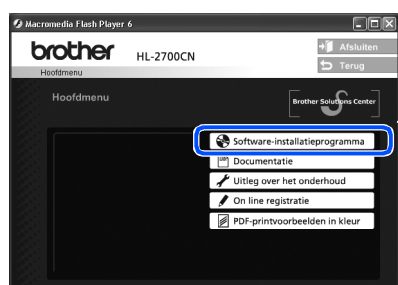 Macromedia Flash Player 6
brother HL-2700CN
Afsluiten
Terug
Hoofdmenu
Hoofdmenu
Brother Solutions Center
Software-installatieprogramma
Documentatie
Uitleg over het onderhoud
On line registratie
PDF-printvoorbeelden in kleur